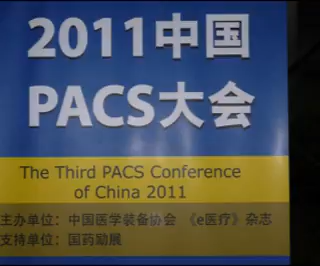 2011中国
PACS大会
The Third PACS Conference
of China 2011
主办单位：中国医学装备协会 《e医疗》杂志
支持单位：国药励展